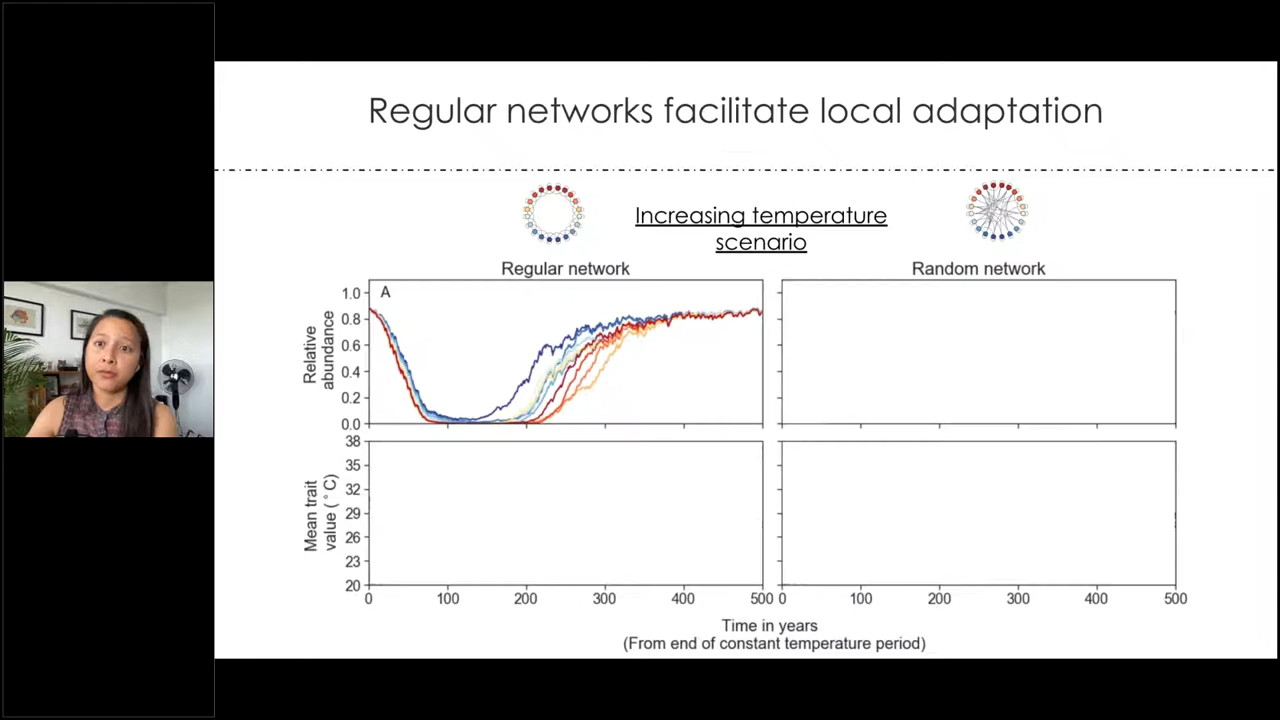 Regular networks facilitate local adaptation
Increasing temperature
scenario
Regular network
Random network
A
Relative
abundance
1.0
0.8
0.6
0.4
0.2
0.0
Mean trait
value (°C)
38
35
32
29
26
23
20
0 100 200 300 400 500
0 100 200 300 400 500
Time in years
(From end of constant temperature period)